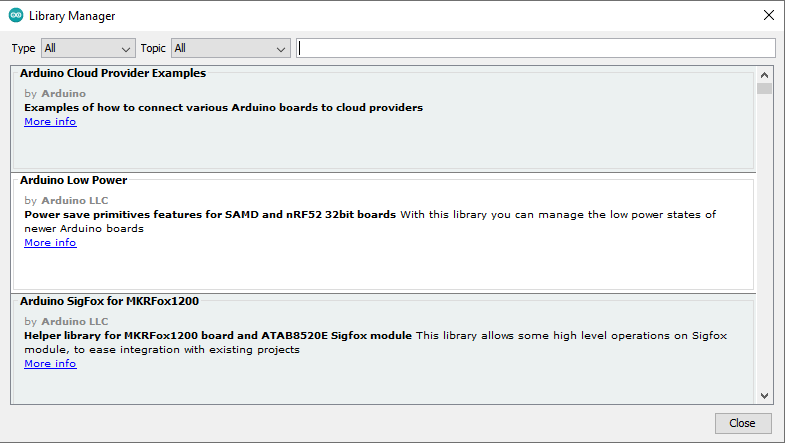 Library Manager
Type All Topic All
Arduino Cloud Provider Examples
by Arduino
Examples of how to connect various Arduino boards to cloud providers
More info
Arduino Low Power
by Arduino LLC
Power save primitives features for SAMD and nRF52 32bit boards With this library you can manage the low power states of
newer Arduino boards
More info
Arduino SigFox for MKRFox1200
by Arduino LLC
Helper library for MKRFox1200 board and ATAB8520E Sigfox module This library allows some high level operations on Sigfox
module, to ease integration with existing projects
More info
Close